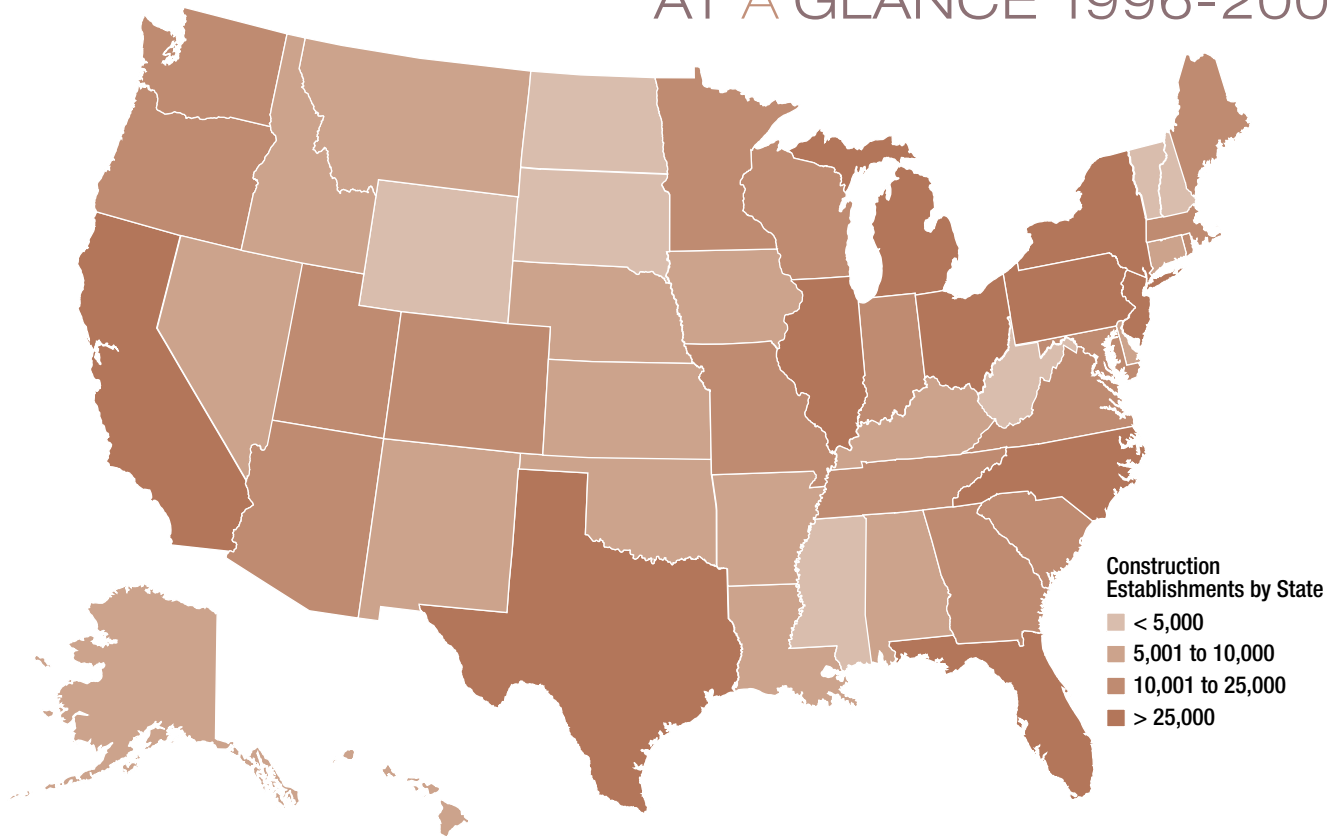 AT A GLANCE 1996-200
Construction
Establishments by State
< 5,000
5,001 to 10,000
10,001 to 25,000
> 25,000